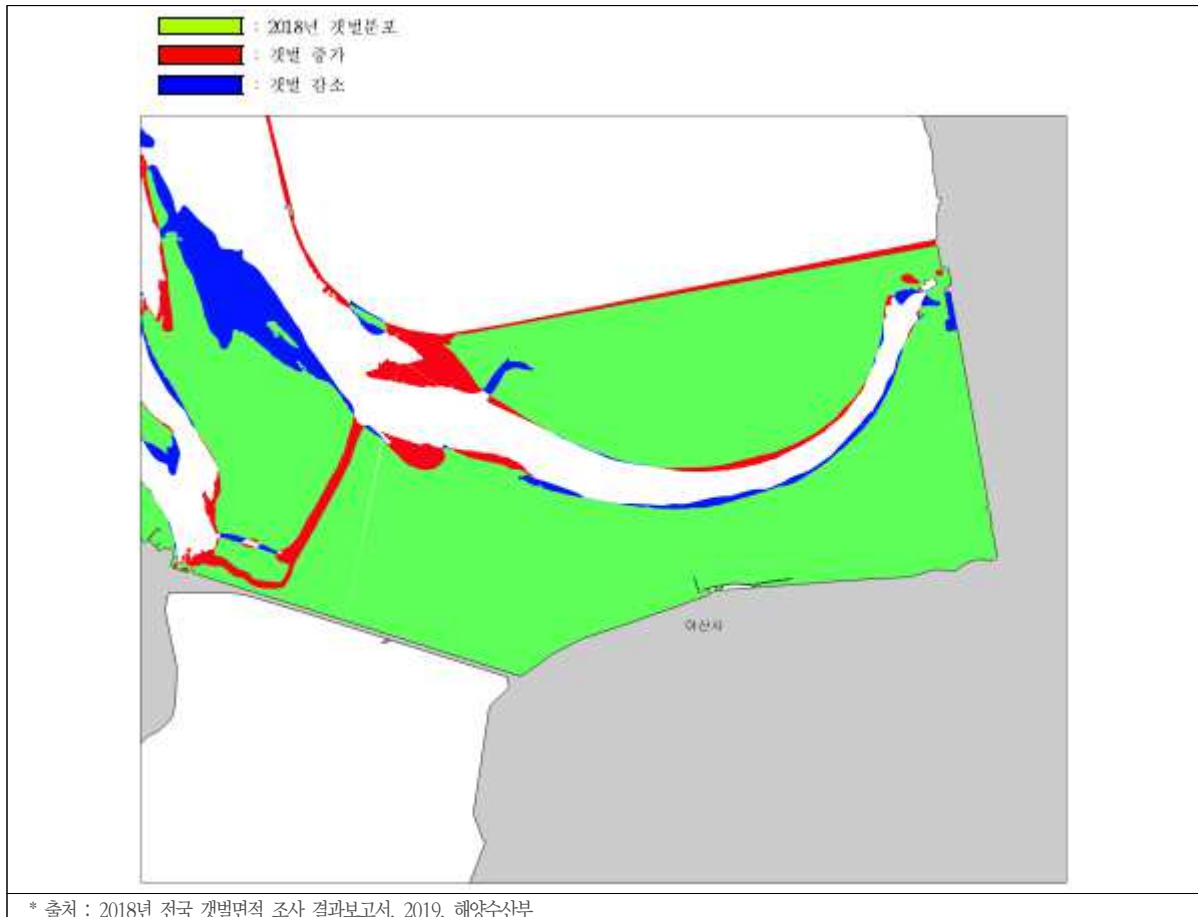 : 2018년 갯벌분포
: 갯벌 증가
: 갯벌 감소
아산시
* 출처 : 2018년 전국 갯벌면적 조사 결과보고서, 2019, 해양수산부